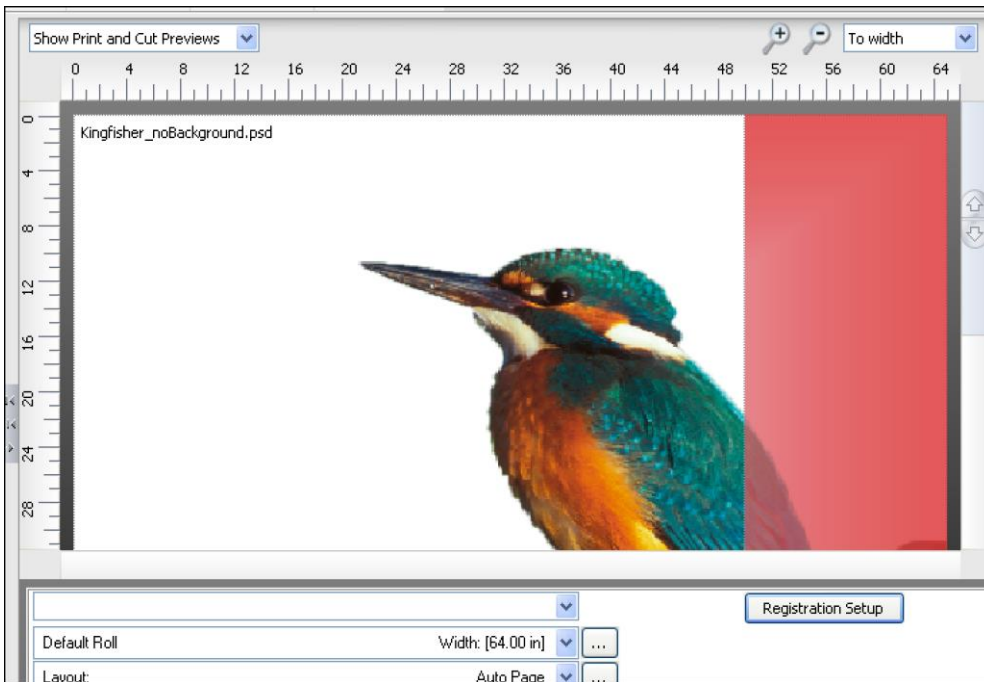 Show Print and Cut Previews
To width
0 4 8 12 16 20 24 28 32 36 40 44 48 52 56 60 64
0
4
8
12
16
20
24
28
Kingfisher_noBackground.psd
Registration Setup
Default Roll Width: [64.00 in] ...
Layout: Auto Page ...